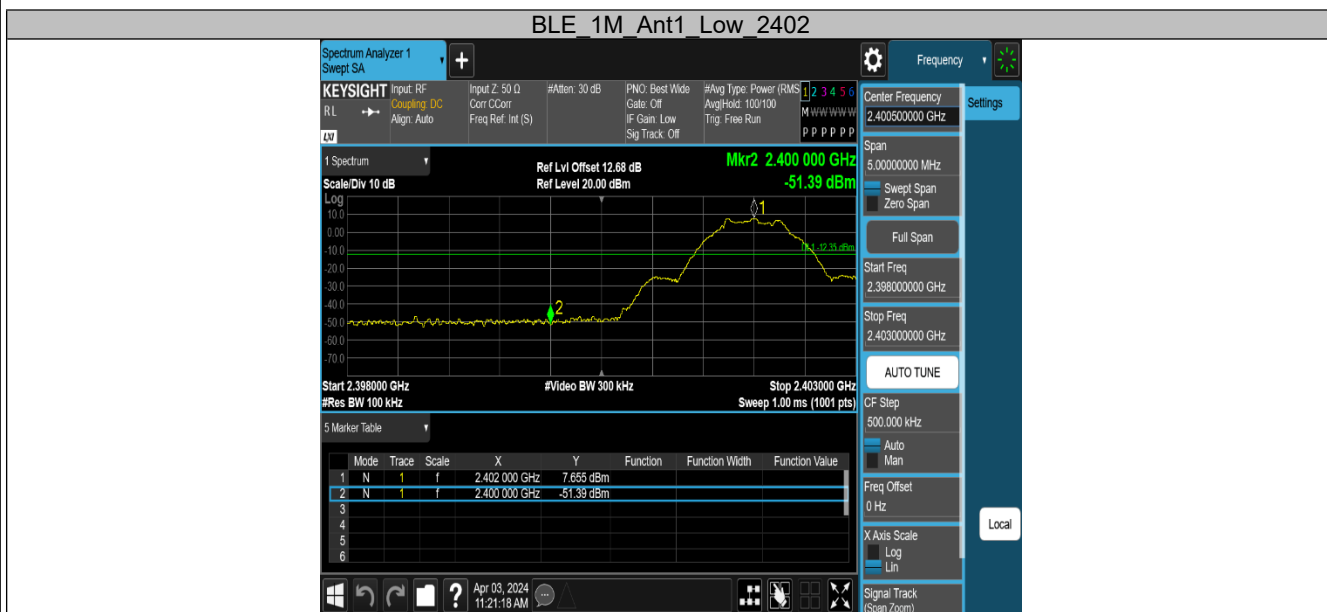 BLE_1M_Ant1_Low_2402
Spectrum Analyzer 1
Swept SA
+
Frequency
KEYSIGHT
RL
LXI
Input: RF
Coupling: DC
Align: Auto
Input Z: 50 Ω
Corr CCorr
Freq Ref: Int (S)
#Atten: 30 dB
PNO: Best Wide
Gate: Off
IF Gain: Low
Sig Track: Off
#Avg Type: Power (RMS
Avg|Hold: 100/100
Trig: Free Run
1 2 3 4 5 6
M W W W W W
P P P P P P
Center Frequency
2.400500000 GHz
Settings
Span
5.00000000 MHz
Swept Span
Zero Span
Full Span
Start Freq
2.398000000 GHz
Stop Freq
2.403000000 GHz
AUTO TUNE
CF Step
500.000 kHz
Auto
Man
Freq Offset
0 Hz
X Axis Scale
Log
Lin
Signal Track
(Span Zoom)
Local
1 Spectrum
Scale/Div 10 dB
Ref Lvl Offset 12.68 dB
Ref Level 20.00 dBm
Mkr2 2.400 000 GHz
-51.39 dBm
Log
10.0
0.00
-10.0
-20.0
-30.0
-40.0
-50.0
-60.0
-70.0
1
2
DL1 -12.35 dBm
Start 2.398000 GHz
#Res BW 100 kHz
#Video BW 300 kHz
Stop 2.403000 GHz
Sweep 1.00 ms (1001 pts)
5 Marker Table
Mode Trace Scale X Y Function Function Width Function Value
1 N 1 f 2.402 000 GHz 7.655 dBm
2 N 1 f 2.400 000 GHz -51.39 dBm
3
4
5
6
?
Apr 03, 2024
11:21:18 AM